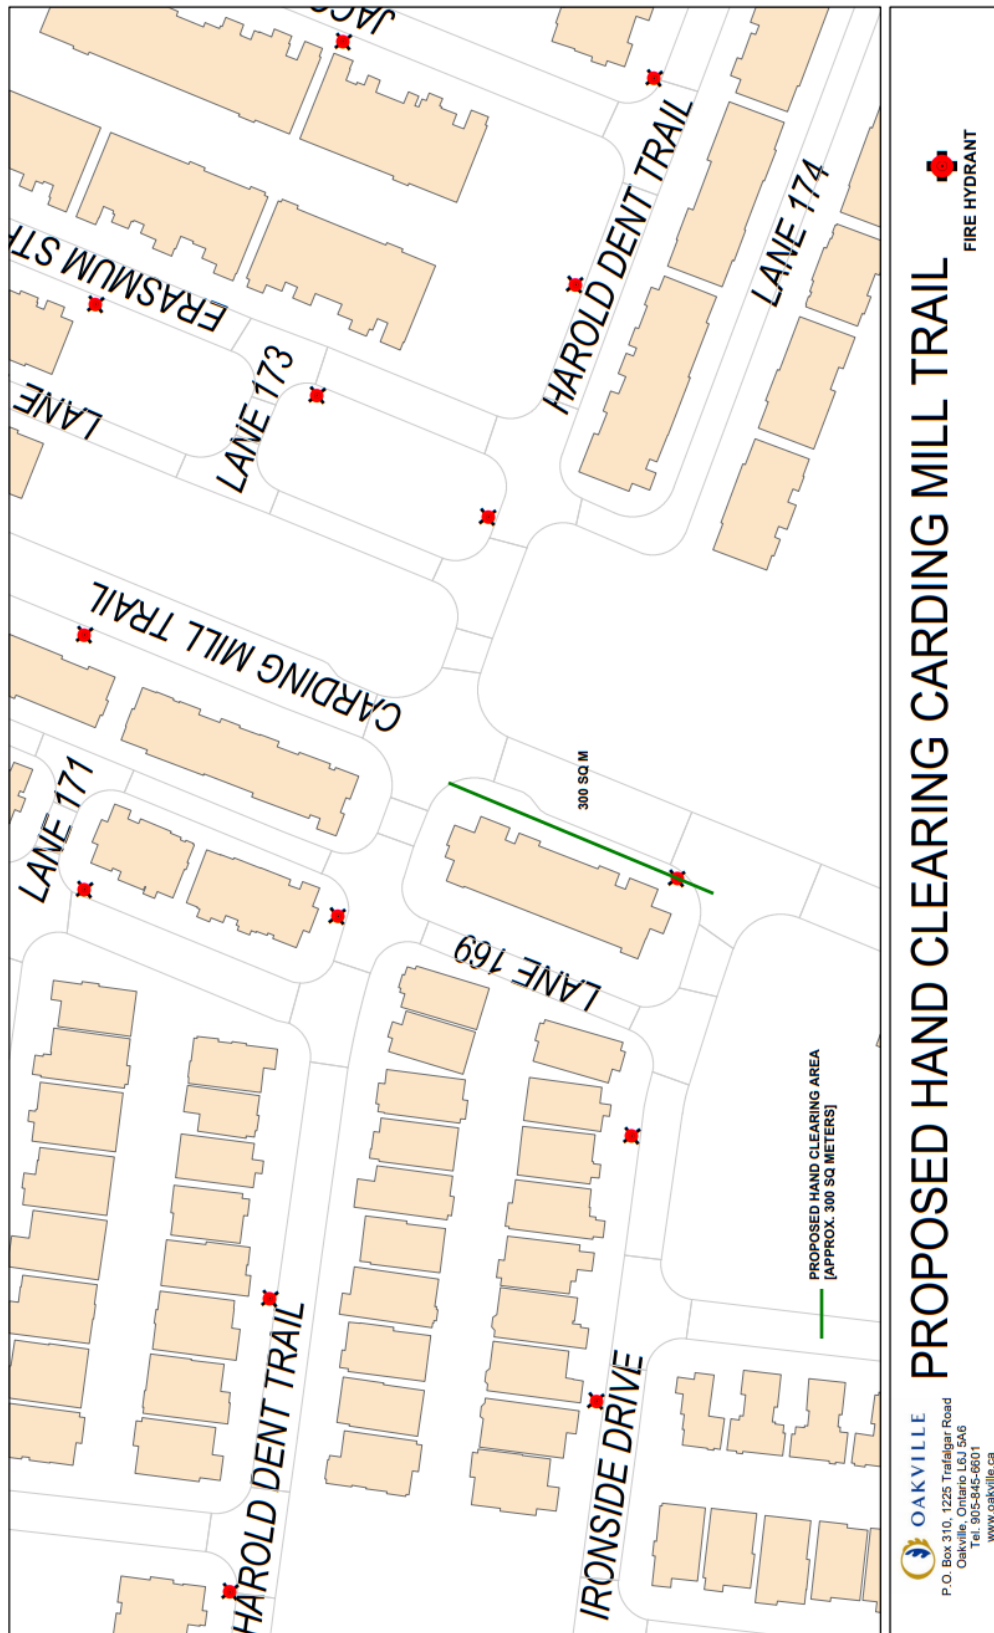 JACO
HAROLD DENT TRAIL
LANE 174
ERASMUM STR
LANE 173
LANE
CARDING MILL TRAIL
LANE 171
300 SQ M
LANE 169
HAROLD DENT TRAIL
IRONSIDE DRIVE
PROPOSED HAND CLEARING AREA
[APPROX. 300 SQ METERS]
OAKVILLE
P.O. Box 310, 1225 Trafalgar Road
Oakville, Ontario L6J 5A6
Tel. 905-845-6601
www.oakville.ca
PROPOSED HAND CLEARING CARDING MILL TRAIL
FIRE HYDRANT